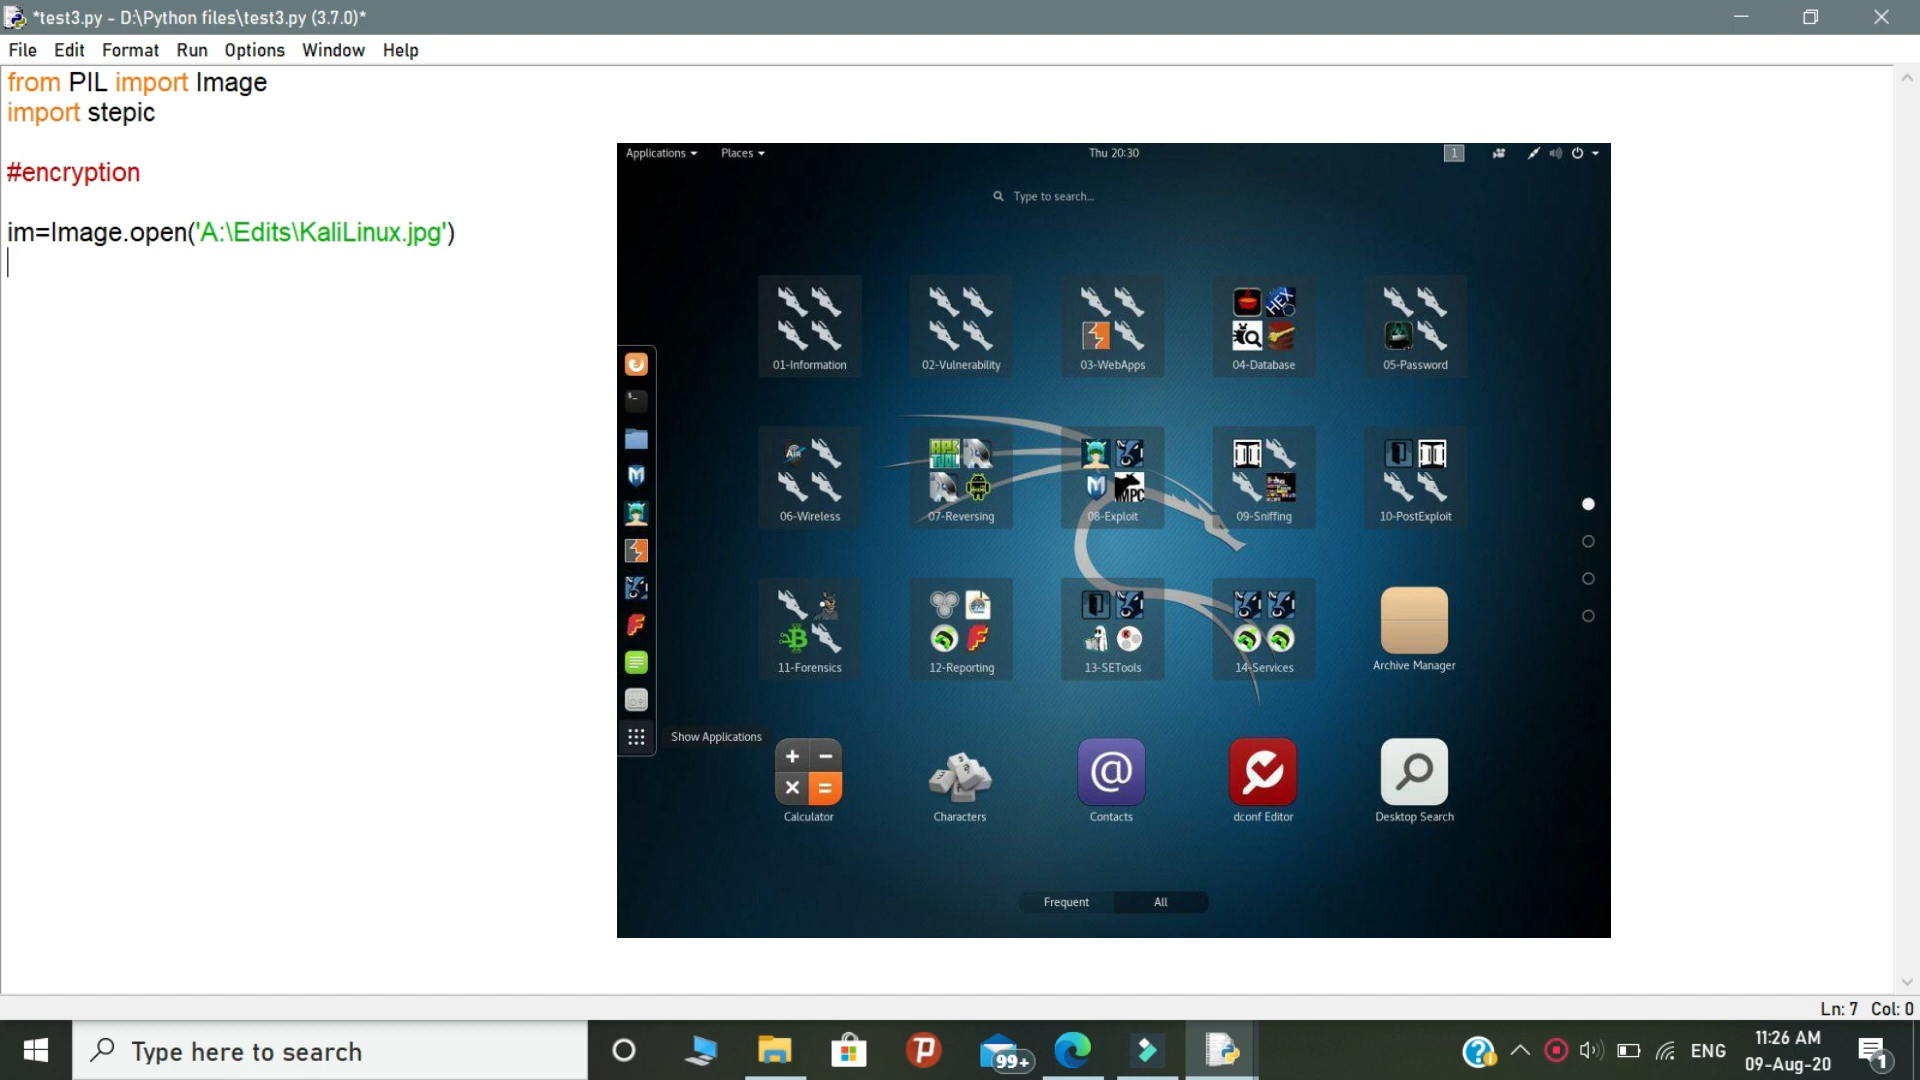 *test3.py - D:\Python files\test3.py (3.7.0)*
File Edit Format Run Options Window Help
from PIL import Image
import stepic
#encryption
im=Image.open('A:\Edits\KaliLinux.jpg')
Applications Places Thu 20:30 1
Type to search...
01-Information 02-Vulnerability 03-WebApps 04-Database 05-Password
06-Wireless 07-Reversing 08-Exploit 09-Sniffing 10-PostExploit
11-Forensics 12-Reporting 13-SETools 14-Services Archive Manager
Show Applications
Calculator Characters Contacts dconf Editor Desktop Search
Frequent All
Ln: 7 Col: 0
Type here to search
99+
ENG
11:26 AM
09-Aug-20
1